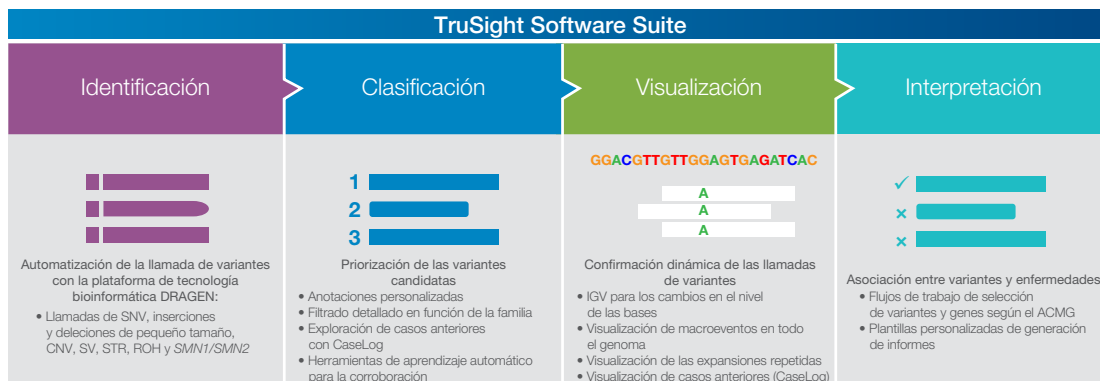 TruSight Software Suite
Identificación
Clasificación
Visualización
Interpretación
Automatización de la llamada de variantes
con la plataforma de tecnología
bioinformática DRAGEN:
• Llamadas de SNV, inserciones
y deleciones de pequeño tamaño,
CNV, SV, STR, ROH y SMN1/SMN2
1
2
3
Priorización de las variantes
candidatas
• Anotaciones personalizadas
• Filtrado detallado en función de la familia
• Exploración de casos anteriores
con CaseLog
• Herramientas de aprendizaje automático
para la corroboración
GGACGTTGTTGGAGTGAGATCAC
A
A
A
Confirmación dinámica de las llamadas
de variantes
• IGV para los cambios en el nivel
de las bases
• Visualización de macroeventos en todo
el genoma
• Visualización de las expansiones repetidas
• Visualización de casos anteriores (CaseLog)
✓
×
×
Asociación entre variantes y enfermedades
• Flujos de trabajo de selección
de variantes y genes según el ACMG
• Plantillas personalizadas de generación
de informes